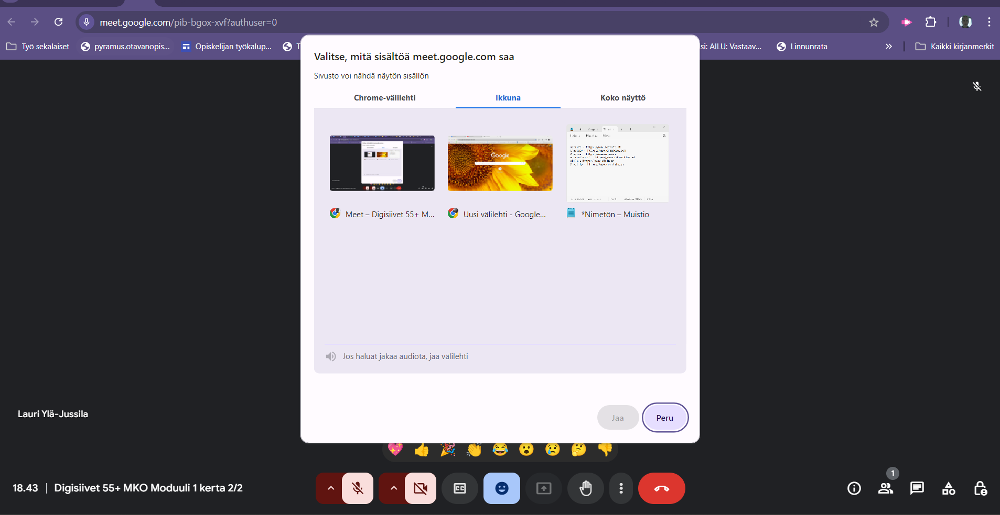 meet.google.com/pib-bgox-xvf?authuser=0
Työ sekalaiset
pyramus.otavanopis...
Opiskelijan työkalup...
T
si: AILU: Vastaav...
Linnunrata
Kaikki kirjanmerkit
Valitse, mitä sisältöä meet.google.com saa
Sivusto voi nähdä näytön sisällön
Chrome-välilehti
Ikkuna
Koko näyttö
Google
Meet – Digisiivet 55+ M...
Uusi välilehti - Google...
*Nimetön – Muistio
Jos haluat jakaa audiota, jaa välilehti
Jaa
Peru
Lauri Ylä-Jussila
18.43
Digisiivet 55+ MKO Moduuli 1 kerta 2/2
1